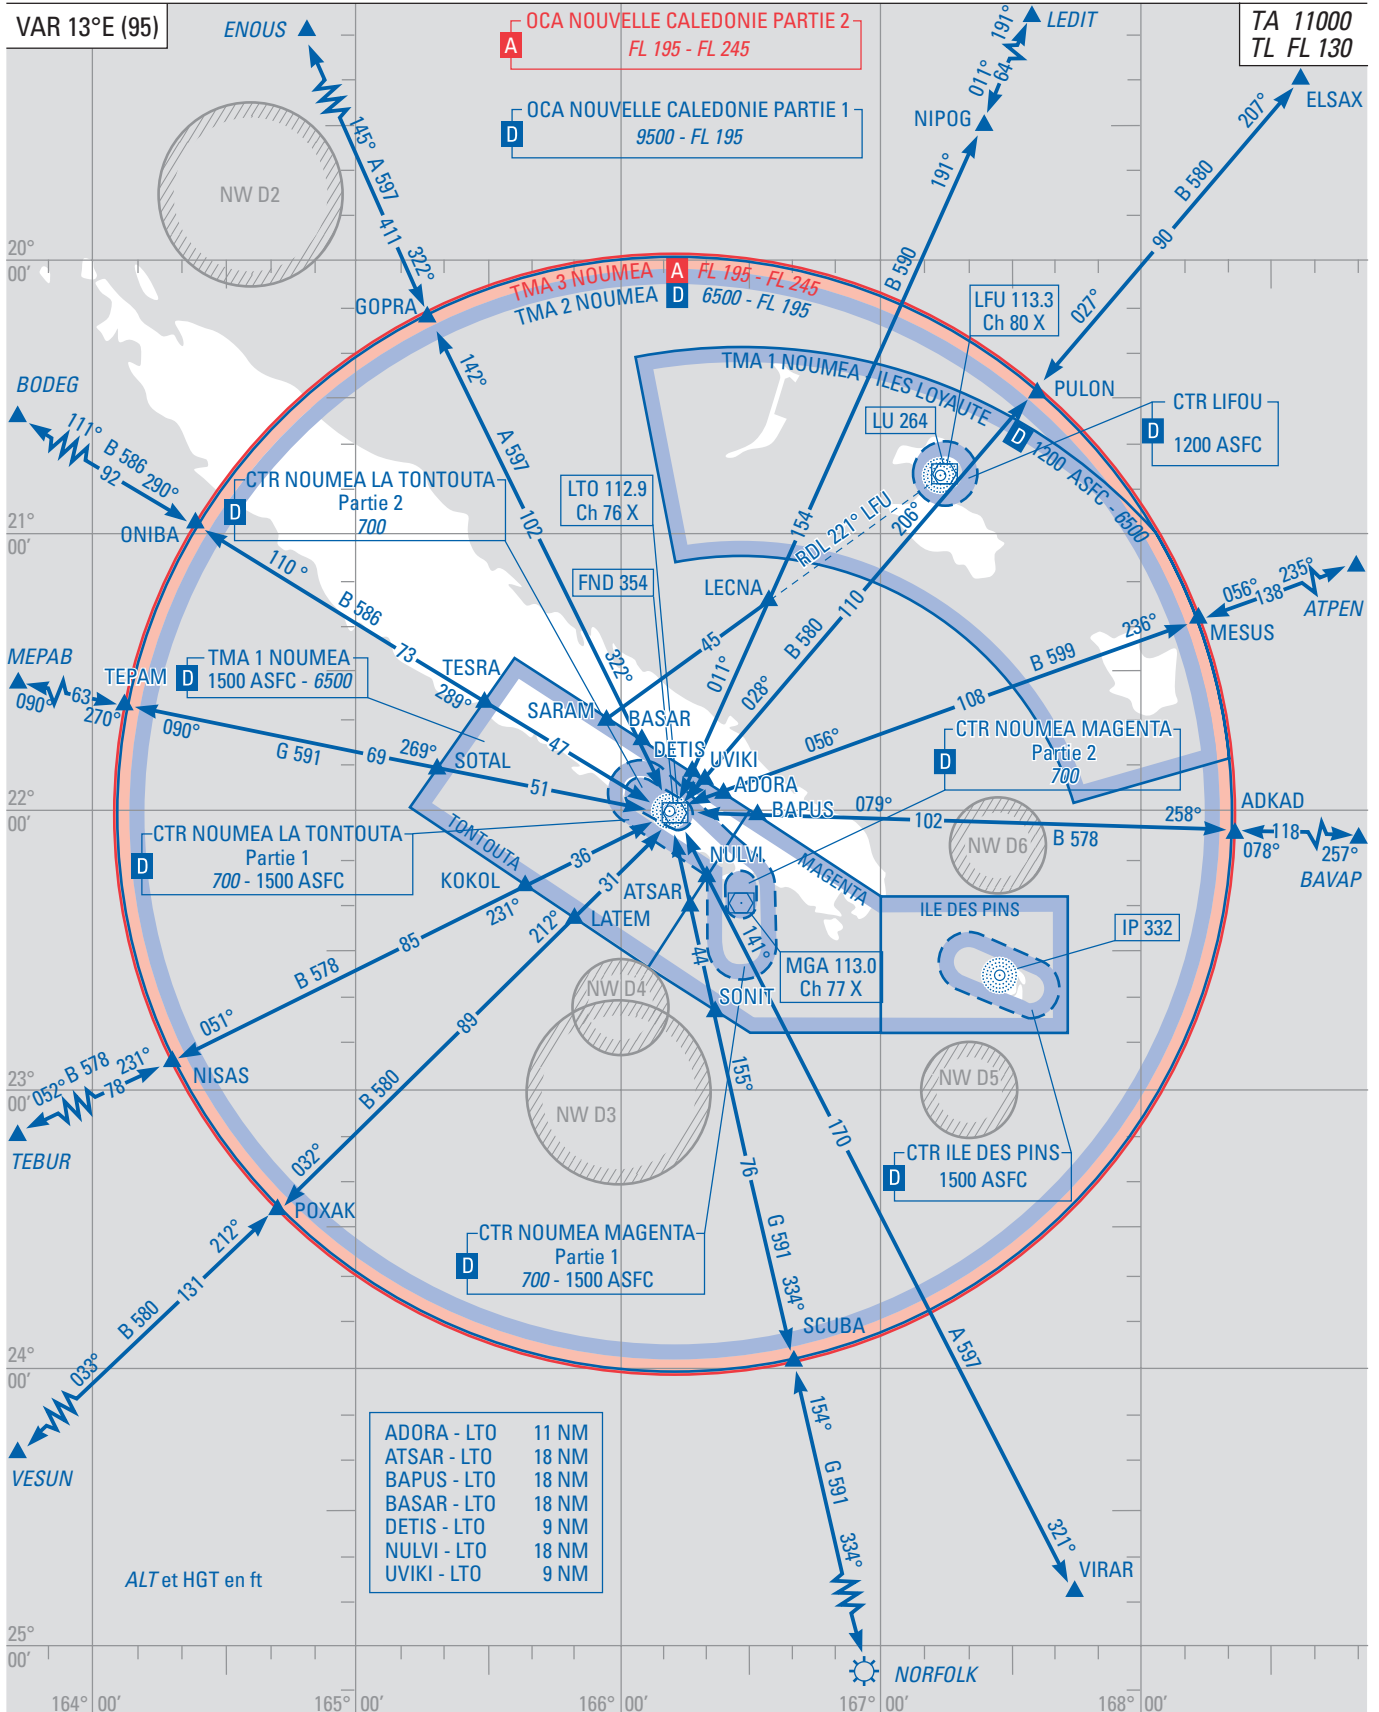 VAR 13°E (95)
ENOUS
OCA NOUVELLE CALEDONIE PARTIE 2
A
FL 195 - FL 245
OCA NOUVELLE CALEDONIE PARTIE 1
D
9500 - FL 195
191°
LEDIT
011°
64
TA 11000
TL FL 130
ELSAX
207°
NIPOG
191°
B 580
90
027°
B 590
145°
A 597
411
322°
NW D2
20°
00'
TMA 3 NOUMEA
A
FL 195 - FL 245
TMA 2 NOUMEA
D
6500 - FL 195
GOPRA
LFU 113.3
Ch 80 X
142°
A 597
102
322°
TMA 1 NOUMEA - ILES LOYAUTE
D
1200 ASFC - 6500
PULON
BODEG
111°
B 586
92
290°
CTR LIFOU
D
1200 ASFC
LU 264
CTR NOUMEA LA TONTOUTA
Partie 2
D
700
LTO 112.9
Ch 76 X
ONIBA
21°
00'
154
RDL 221° LFU
206°
110 °
B 586
73
289°
FND 354
LECNA
45
011°
B 580
110
028°
056°
138
235°
ATPEN
MESUS
236°
B 599
108
056°
MEPAB
63
090°
270°
TEPAM
TMA 1 NOUMEA
D
1500 ASFC - 6500
TESRA
SARAM
BASAR
DETIS
UVIKI
ADORA
BAPUS
47
090°
G 591
69
269°
SOTAL
51
CTR NOUMEA MAGENTA
Partie 2
D
700
22°
00'
079°
102
258°
B 578
ADKAD
118
078°
257°
BAVAP
NW D6
CTR NOUMEA LA TONTOUTA
Partie 1
D
700 - 1500 ASFC
TONTOUTA
KOKOL
36
231°
31
212°
LATEM
ATSAR
NULVI
MAGENTA
ILE DES PINS
IP 332
44
141°
MGA 113.0
Ch 77 X
SONIT
85
B 578
051°
89
B 580
032°
NW D4
NW D3
NW D5
155°
76
G 591
334°
170
23°
00'
NISAS
052°
B 578
78
231°
TEBUR
CTR ILE DES PINS
D
1500 ASFC
POXAK
212°
131
B 580
033°
VESUN
CTR NOUMEA MAGENTA
Partie 1
D
700 - 1500 ASFC
SCUBA
24°
00'
A 597
321°
VIRAR
154°
G 591
334°
NORFOLK
ADORA - LTO 11 NM
ATSAR - LTO 18 NM
BAPUS - LTO 18 NM
BASAR - LTO 18 NM
DETIS - LTO 9 NM
NULVI - LTO 18 NM
UVIKI - LTO 9 NM
ALT et HGT en ft
25°
00'
164° 00'
165° 00'
166° 00'
167° 00'
168° 00'